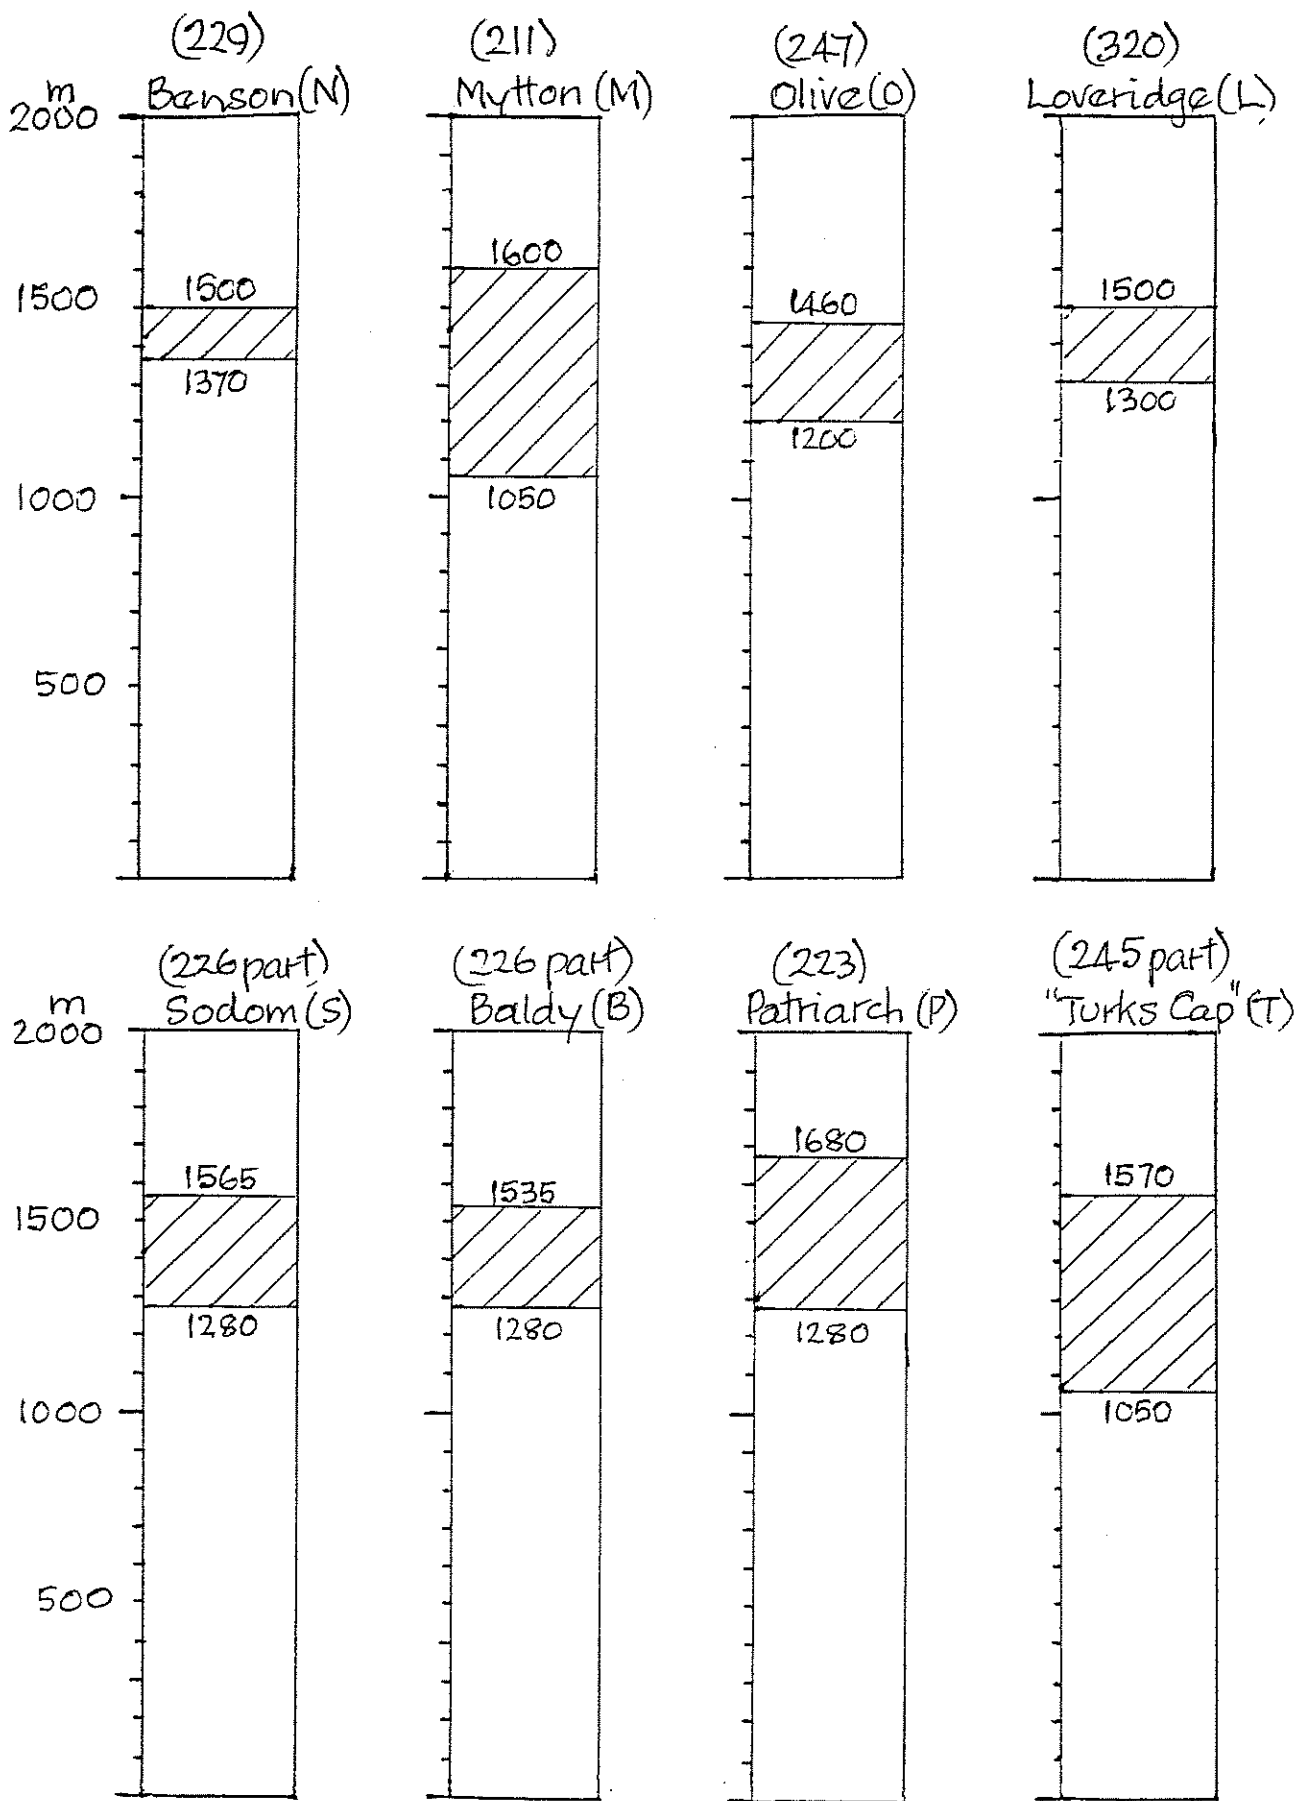 (229)
Benson (N)
(211)
Mytton (M)
(247)
Olive (O)
(320)
Loveridge (L)
m
2000
1500
1000
500
1500
1370
1600
1050
1460
1200
1500
1300
(226 part)
Sodom (S)
(226 part)
Baldy (B)
(223)
Patriarch (P)
(245 part)
"Turks Cap" (T)
m
2000
1500
1000
500
1565
1280
1535
1280
1680
1280
1570
1050